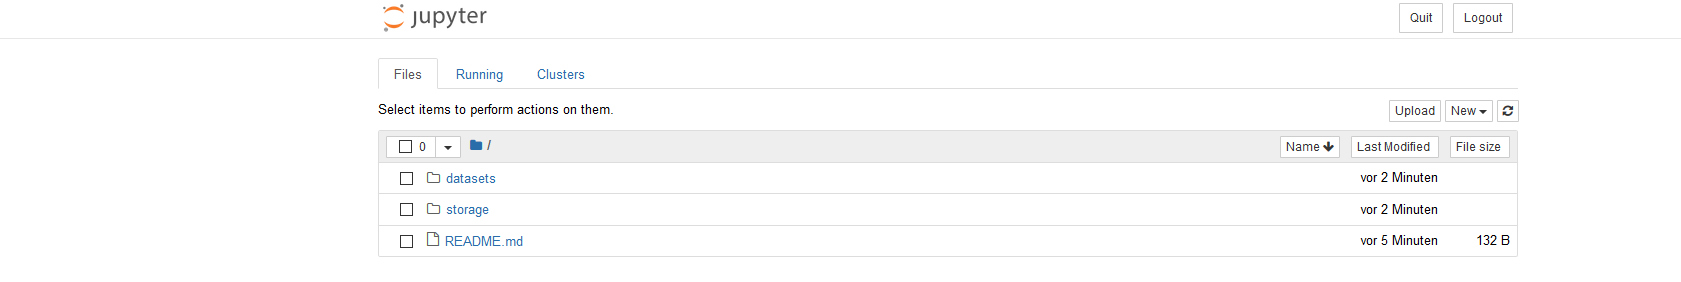 jupyter Quit Logout
Files Running Clusters
Select items to perform actions on them. Upload New
0 / Name Last Modified File size
datasets vor 2 Minuten
storage vor 2 Minuten
README.md vor 5 Minuten 132 B